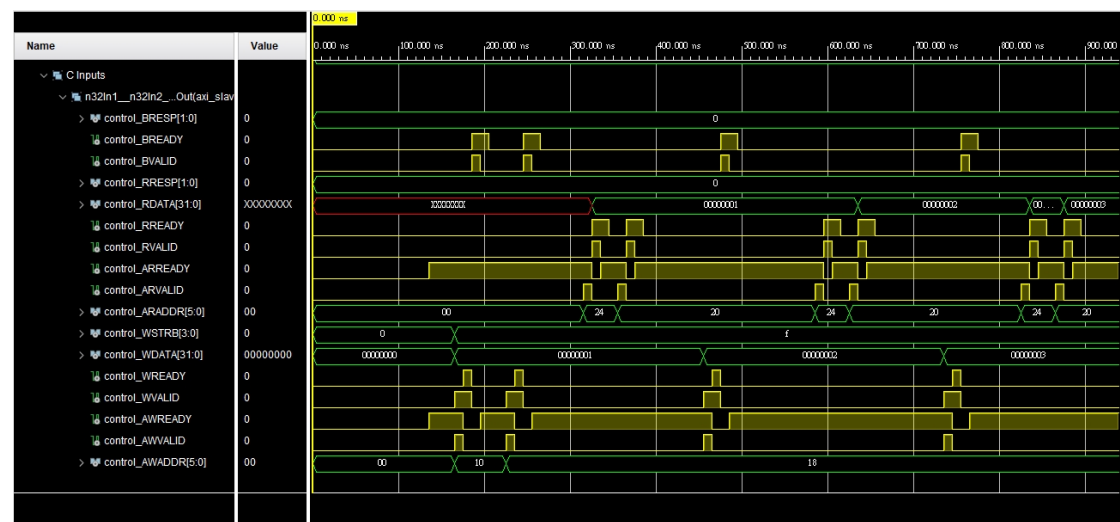 0.000 ns
Name Value 0.000 ns 100.000 ns 200.000 ns 300.000 ns 400.000 ns 500.000 ns 600.000 ns 700.000 ns 800.000 ns 900.000
C Inputs
n32In1__n32In2_...Out(axi_slav
control_BRESP[1:0] 0 0
control_BREADY 0
control_BVALID 0
control_RRESP[1:0] 0 0
control_RDATA[31:0] XXXXXXXX XXXXXXXX 00000001 00000002 00... 00000003
control_RREADY 0
control_RVALID 0
control_ARREADY 0
control_ARVALID 0
control_ARADDR[5:0] 00 00 24 20 24 20 24 20
control_WSTRB[3:0] 0 0 f
control_WDATA[31:0] 00000000 00000000 00000001 00000002 00000003
control_WREADY 0
control_WVALID 0
control_AWREADY 0
control_AWVALID 0
control_AWADDR[5:0] 00 00 10 18